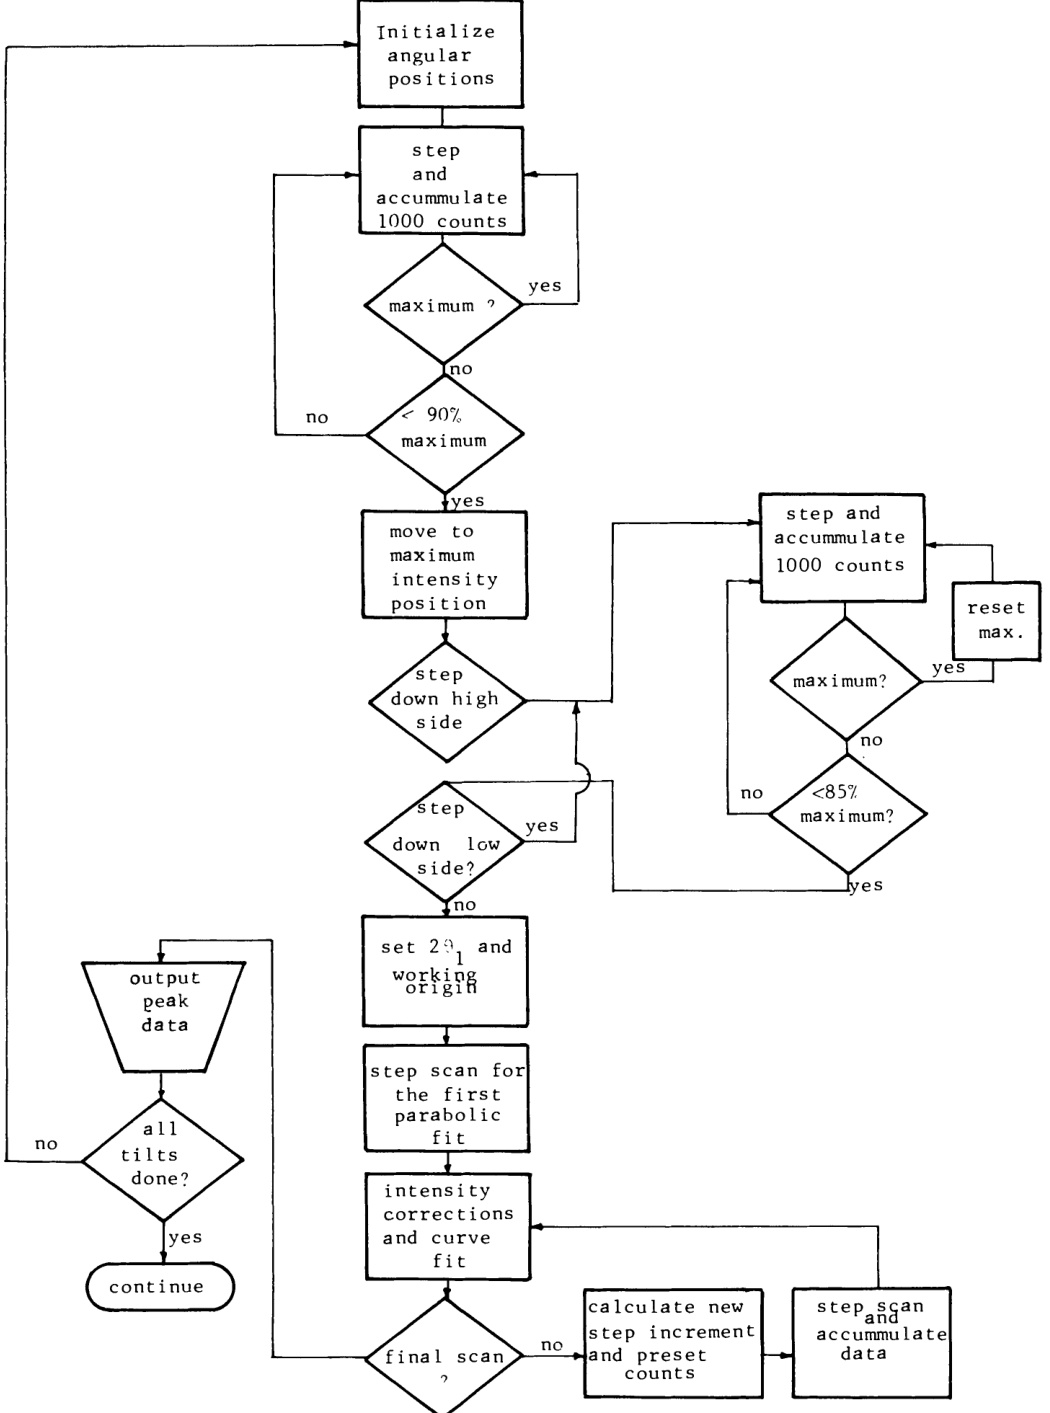 Initialize
angular
positions
step
and
accummulate
1000 counts
maximum ?
yes
no
< 90%
maximum
no
yes
move to
maximum
intensity
position
step
down high
side
step and
accummulate
1000 counts
reset
max.
maximum?
yes
no
<85%
maximum?
no
yes
step
down low
side?
yes
no
set 2θ1 and
working
origin
step scan for
the first
parabolic
fit
intensity
corrections
and curve
fit
final scan
?
no
calculate new
step increment
and preset
counts
step scan
and
accummulate
data
output
peak
data
all
tilts
done?
no
yes
continue